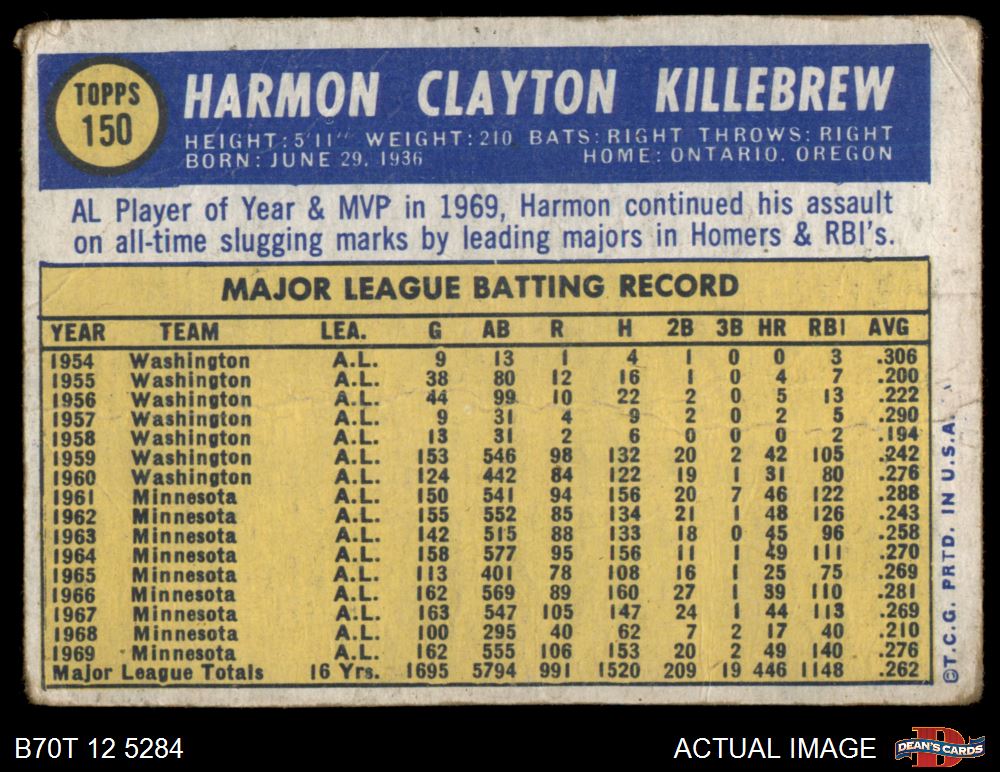 TOPPS
150
HARMON CLAYTON KILLEBREW
HEIGHT: 5'11" WEIGHT: 210 BATS: RIGHT THROWS: RIGHT
BORN: JUNE 29, 1936 HOME: ONTARIO, OREGON
AL Player of Year & MVP in 1969, Harmon continued his assault
on all-time slugging marks by leading majors in Homers & RBI's.
MAJOR LEAGUE BATTING RECORD
YEAR TEAM LEA. G AB R H 2B 3B HR RBI AVG
1954 Washington A.L. 9 13 1 4 1 0 0 3 .306
1955 Washington A.L. 38 80 12 16 1 0 4 7 .200
1956 Washington A.L. 44 99 10 22 2 0 5 13 .222
1957 Washington A.L. 9 31 4 9 2 0 2 5 .290
1958 Washington A.L. 13 31 2 6 0 0 0 2 .194
1959 Washington A.L. 153 546 98 132 20 2 42 105 .242
1960 Washington A.L. 124 442 84 122 19 1 31 80 .276
1961 Minnesota A.L. 150 541 94 156 20 7 46 122 .288
1962 Minnesota A.L. 155 552 85 134 21 1 48 126 .243
1963 Minnesota A.L. 142 515 88 133 18 0 45 96 .258
1964 Minnesota A.L. 158 577 95 156 11 1 49 111 .270
1965 Minnesota A.L. 113 401 78 108 16 1 25 75 .269
1966 Minnesota A.L. 162 569 89 160 27 1 39 110 .281
1967 Minnesota A.L. 163 547 105 147 24 1 44 113 .269
1968 Minnesota A.L. 100 295 40 62 7 2 17 40 .210
1969 Minnesota A.L. 162 555 106 153 20 2 49 140 .276
Major League Totals 16 Yrs. 1695 5794 991 1520 209 19 446 1148 .262
©T.C.G. PRTD. IN U.S.A.
B70T 12 5284
ACTUAL IMAGE
D
DEAN'S CARDS